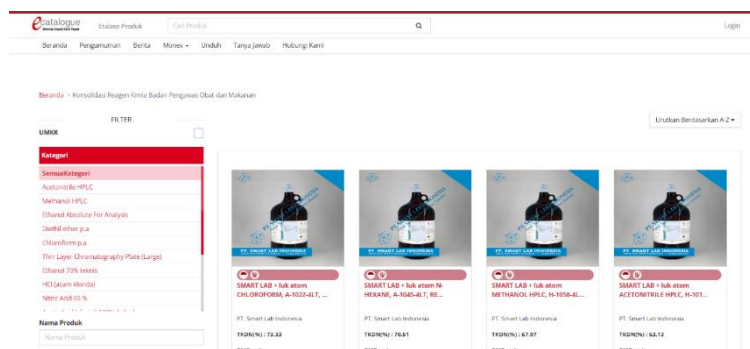 ecatalogue
Etalase Produk
Cari Produk
Login
Beranda
Pengumuman
Berita
Monev
Unduh
Tanya Jawab
Hubungi Kami
Beranda
Konsolidasi Reagen Kimia Badan Pengawas Obat dan Makanan
FILTER
Urutkan Berdasarkan A-Z
UMKK
Kategori
SemuaKategori
Acetonitrile HPLC
Methanol HPLC
Ethanol Absolute For Analysis
Diethil ether p.a
Chloroform p.a
Thin Layer Chromatography Plate (Large)
Ethanol 70% teknis
HCl (asam klorida)
Nitric Acid 65 %
Nama Produk
Nama Produk
PT. SMART LAB INDONESIA
SMART LAB + luk atom
CHLOROFORM, A-1022-4LT, ...
PT. Smart Lab Indonesia
TKDN(%) : 73.33
PT. SMART LAB INDONESIA
SMART LAB + luk atom N-
HEXANE, A-1045-4LT, RE...
PT. Smart Lab Indonesia
TKDN(%) : 70.51
PT. SMART LAB INDONESIA
SMART LAB + luk atom
METHANOL HPLC, H-1058-4L...
PT. Smart Lab Indonesia
TKDN(%) : 67.97
PT. SMART LAB INDONESIA
SMART LAB + luk atom
ACETONITRILE HPLC, H-101...
PT. Smart Lab Indonesia
TKDN(%) : 63.13